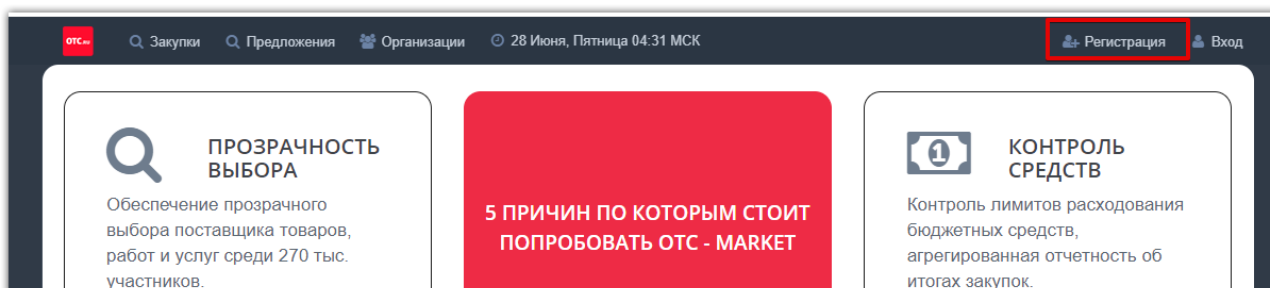 отс.ru Закупки Предложения Организации 28 Июня, Пятница 04:31 МСК Регистрация Вход
ПРОЗРАЧНОСТЬ
ВЫБОРА
Обеспечение прозрачного
выбора поставщика товаров,
работ и услуг среди 270 тыс.
участников.
5 ПРИЧИН ПО КОТОРЫМ СТОИТ
ПОПРОБОВАТЬ ОТС - MARKET
1
КОНТРОЛЬ
СРЕДСТВ
Контроль лимитов расходования
бюджетных средств,
агрегированная отчетность об
итогах закупок.